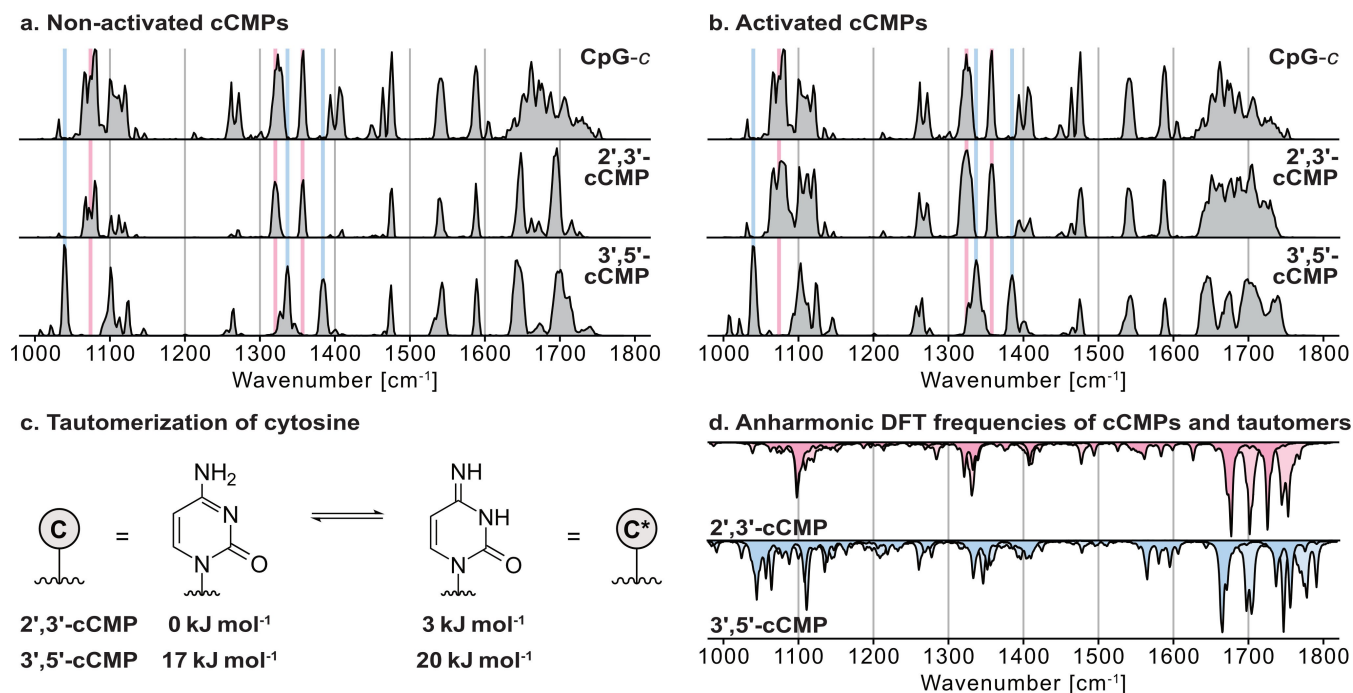 a. Non-activated cCMPs
CpG-c
2',3'-
cCMP
3',5'-
cCMP
1000 1100 1200 1300 1400 1500 1600 1700 1800
Wavenumber [cm⁻¹]
b. Activated cCMPs
CpG-c
2',3'-
cCMP
3',5'-
cCMP
1000 1100 1200 1300 1400 1500 1600 1700 1800
Wavenumber [cm⁻¹]
c. Tautomerization of cytosine
C
=
NH₂
N
N
O
NH
NH
N
O
=
C*
2',3'-cCMP 0 kJ mol⁻¹ 3 kJ mol⁻¹
3',5'-cCMP 17 kJ mol⁻¹ 20 kJ mol⁻¹
d. Anharmonic DFT frequencies of cCMPs and tautomers
2',3'-cCMP
3',5'-cCMP
1000 1100 1200 1300 1400 1500 1600 1700 1800
Wavenumber [cm⁻¹]